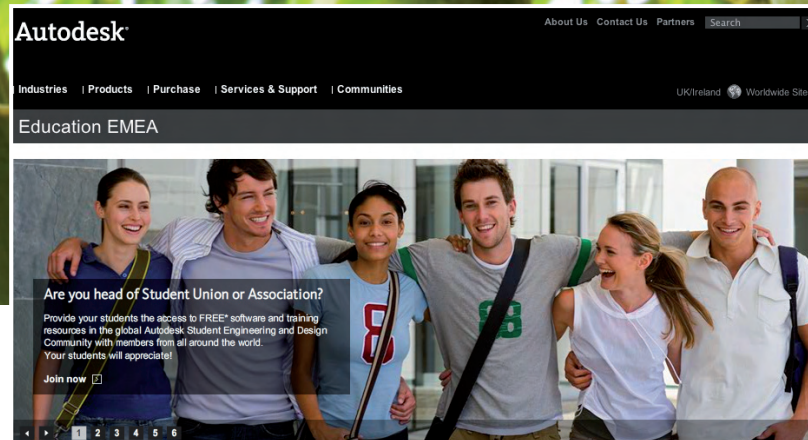 Autodesk
About Us Contact Us Partners Search
| Industries | Products | Purchase | Services & Support | Communities
UK/Ireland Worldwide Site
Education EMEA
8
8
Are you head of Student Union or Association?
Provide your students the access to FREE* software and training
resources in the global Autodesk Student Engineering and Design
Community with members from all around the world.
Your students will appreciate!
Join now
1 2 3 4 5 6